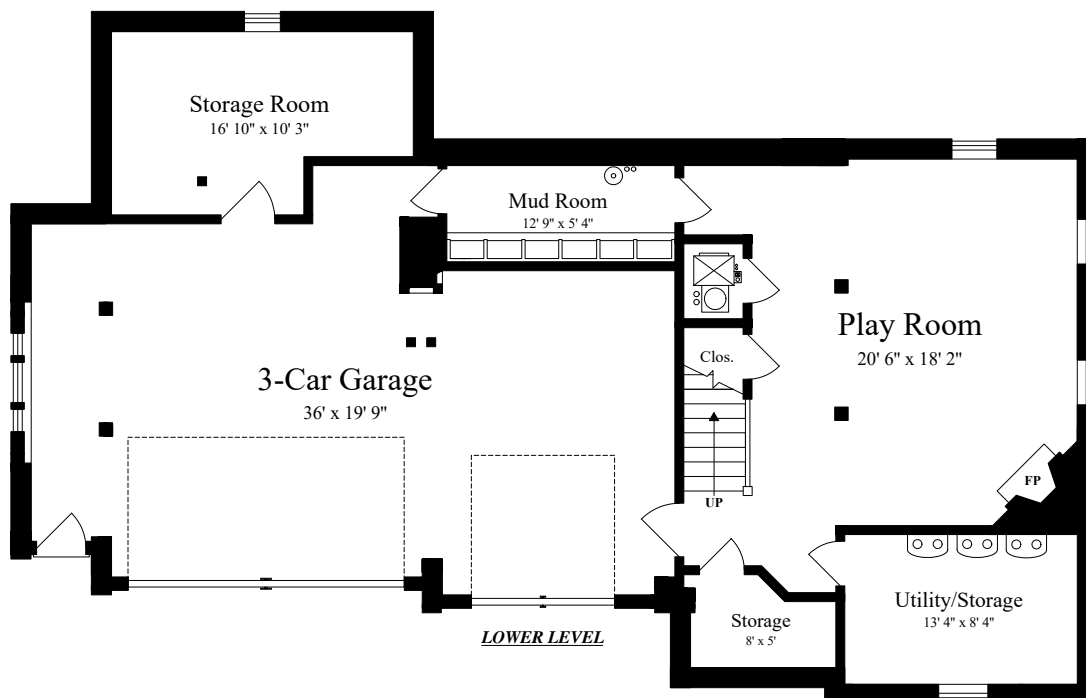 Storage Room
16' 10" x 10' 3"
Mud Room
12' 9" x 5' 4"
Play Room
20' 6" x 18' 2"
Clos.
3-Car Garage
36' x 19' 9"
FP
UP
Utility/Storage
13' 4" x 8' 4"
Storage
8' x 5'
LOWER LEVEL